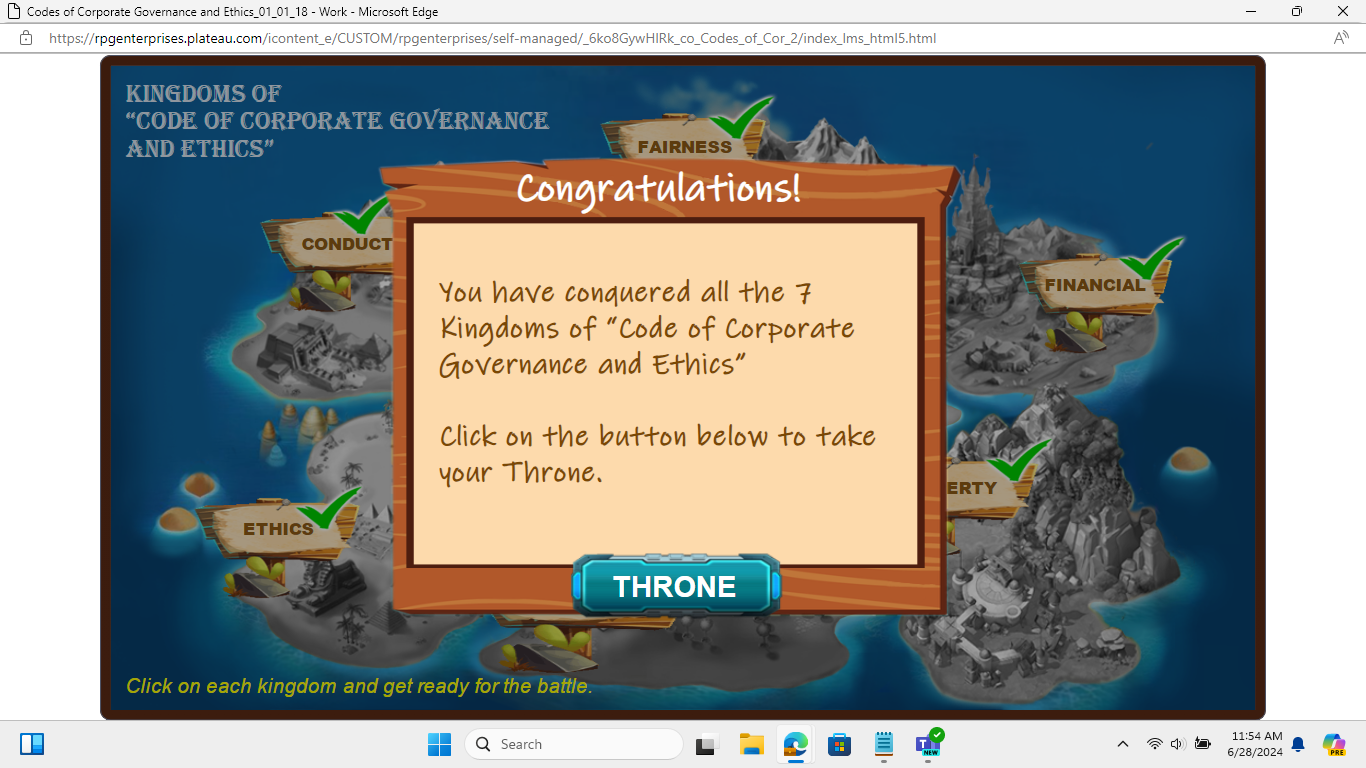 Codes of Corporate Governance and Ethics_01_01_18 - Work - Microsoft Edge
https://rpgenterprises.plateau.com/icontent_e/CUSTOM/rpgenterprises/self-managed/_6ko8GywHIRk_co_Codes_of_Cor_2/index_lms_html5.html
KINGDOMS OF
“CODE OF CORPORATE GOVERNANCE
AND ETHICS”
FAIRNESS
Congratulations!
CONDUCT
FINANCIAL
You have conquered all the 7
Kingdoms of “Code of Corporate
Governance and Ethics”
Click on the button below to take
your Throne.
ERTY
ETHICS
THRONE
Click on each kingdom and get ready for the battle.
Search
NEW
11:54 AM
6/28/2024
PRE